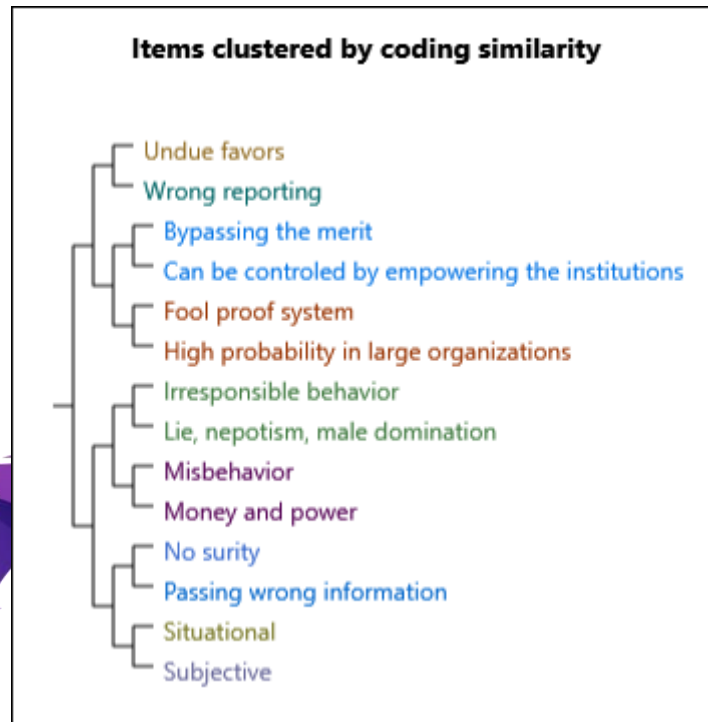 Items clustered by coding similarity
Undue favors
Wrong reporting
Bypassing the merit
Can be controled by empowering the institutions
Fool proof system
High probability in large organizations
Irresponsible behavior
Lie, nepotism, male domination
Misbehavior
Money and power
No surity
Passing wrong information
Situational
Subjective